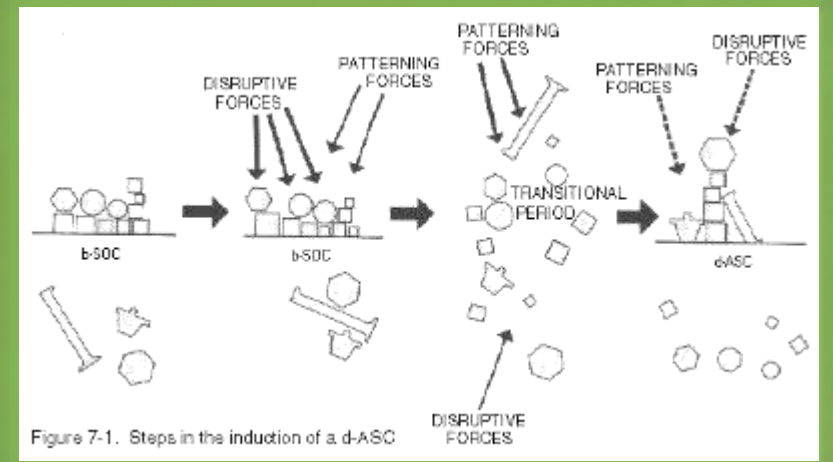 DISRUPTIVE
FORCES
PATTERNING
FORCES
PATTERNING
FORCES
PATTERNING
FORCES
DISRUPTIVE
FORCES
TRANSITIONAL
PERIOD
b-SOC
b-SOC
d-ASC
DISRUPTIVE
FORCES
Figure 7-1. Steps in the induction of a d-ASC